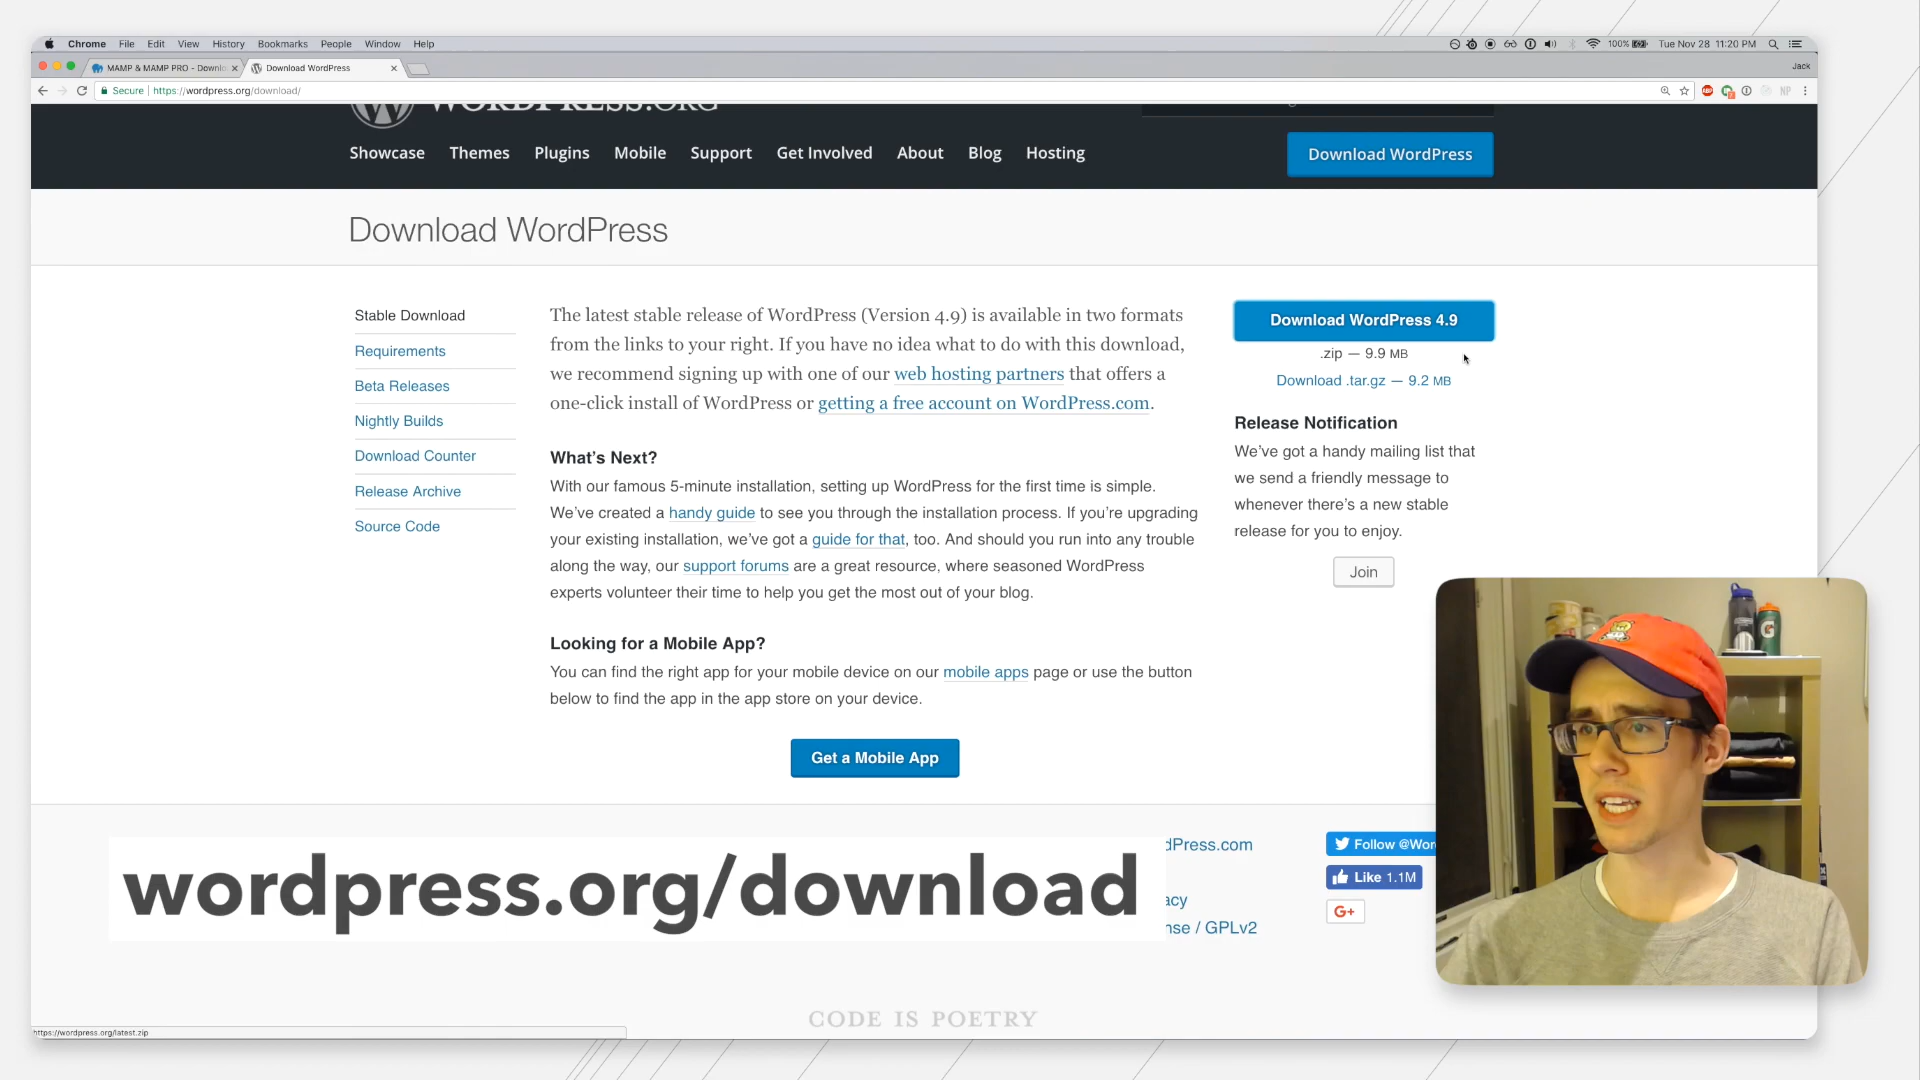 Chrome File Edit View History Bookmarks People Window Help
100% Tue Nov 28 11:20 PM
MAMP & MAMP PRO - Downlo
Download WordPress
Jack
Secure | https://wordpress.org/download/
WORDPRESS.ORG
Showcase Themes Plugins Mobile Support Get Involved About Blog Hosting
Download WordPress
Download WordPress
Stable Download
Requirements
Beta Releases
Nightly Builds
Download Counter
Release Archive
Source Code
The latest stable release of WordPress (Version 4.9) is available in two formats
from the links to your right. If you have no idea what to do with this download,
we recommend signing up with one of our web hosting partners that offers a
one-click install of WordPress or getting a free account on WordPress.com.
What’s Next?
With our famous 5-minute installation, setting up WordPress for the first time is simple.
We’ve created a handy guide to see you through the installation process. If you’re upgrading
your existing installation, we’ve got a guide for that, too. And should you run into any trouble
along the way, our support forums are a great resource, where seasoned WordPress
experts volunteer their time to help you get the most out of your blog.
Looking for a Mobile App?
You can find the right app for your mobile device on our mobile apps page or use the button
below to find the app in the app store on your device.
Get a Mobile App
Download WordPress 4.9
.zip — 9.9 MB
Download .tar.gz — 9.2 MB
Release Notification
We’ve got a handy mailing list that
we send a friendly message to
whenever there’s a new stable
release for you to enjoy.
Join
wordpress.org/download
dPress.com
acy
nse / GPLv2
Follow @Wor
Like 1.1M
G+
CODE IS POETRY
https://wordpress.org/latest.zip